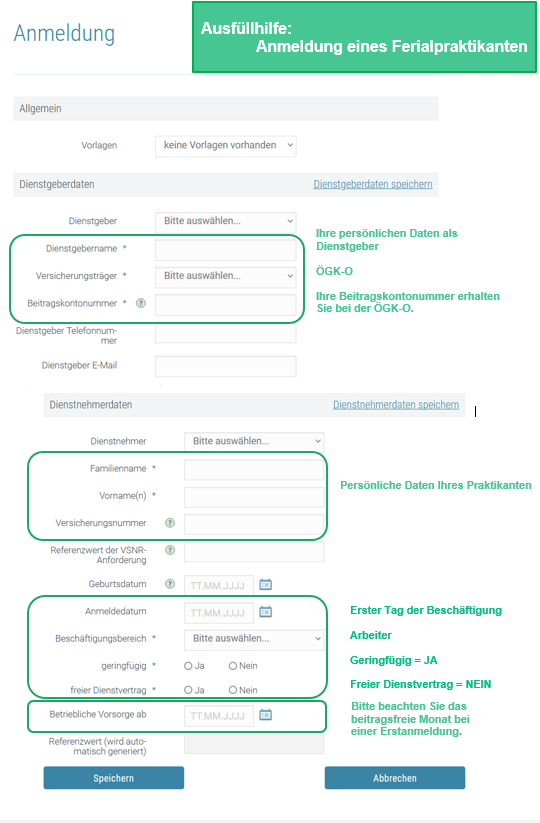 Anmeldung
Ausfüllhilfe:
Anmeldung eines Ferialpraktikanten
Allgemein
Vorlagen
keine Vorlagen vorhanden
Dienstgeberdaten
Dienstgeberdaten speichern
Dienstgeber
Bitte auswählen...
Dienstgebername *
Ihre persönlichen Daten als
Dienstgeber
Versicherungsträger *
Bitte auswählen...
ÖGK-O
Beitragskontonummer * ?
Ihre Beitragskontonummer erhalten
Sie bei der ÖGK-O.
Dienstgeber Telefonnum-
mer
Dienstgeber E-Mail
Dienstnehmerdaten
Dienstnehmerdaten speichern
Dienstnehmer
Bitte auswählen...
Familienname *
Vorname(n) *
Persönliche Daten Ihres Praktikanten
Versicherungsnummer ?
Referenzwert der VSNR- ?
Anforderung
Geburtsdatum ? TT.MM.JJJJ
Anmeldedatum TT.MM.JJJJ
Erster Tag der Beschäftigung
Beschäftigungsbereich * Bitte auswählen...
Arbeiter
geringfügig * Ja Nein
Geringfügig = JA
freier Dienstvertrag * Ja Nein
Freier Dienstvertrag = NEIN
Betriebliche Vorsorge ab TT.MM.JJJJ
Bitte beachten Sie das
beitragsfreie Monat bei
einer Erstanmeldung.
Referenzwert (wird auto-
matisch generiert)
Speichern
Abbrechen